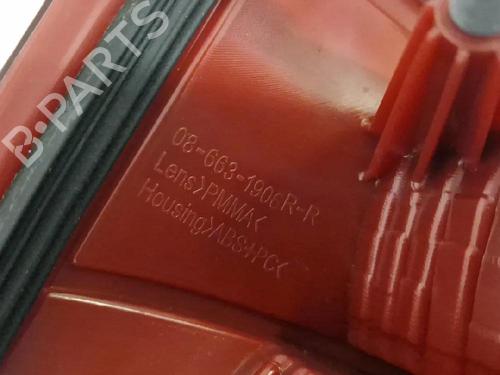 B-PARTS
08-663-1906R-R
Lens>PMMA<
Housing>ABS+PC<